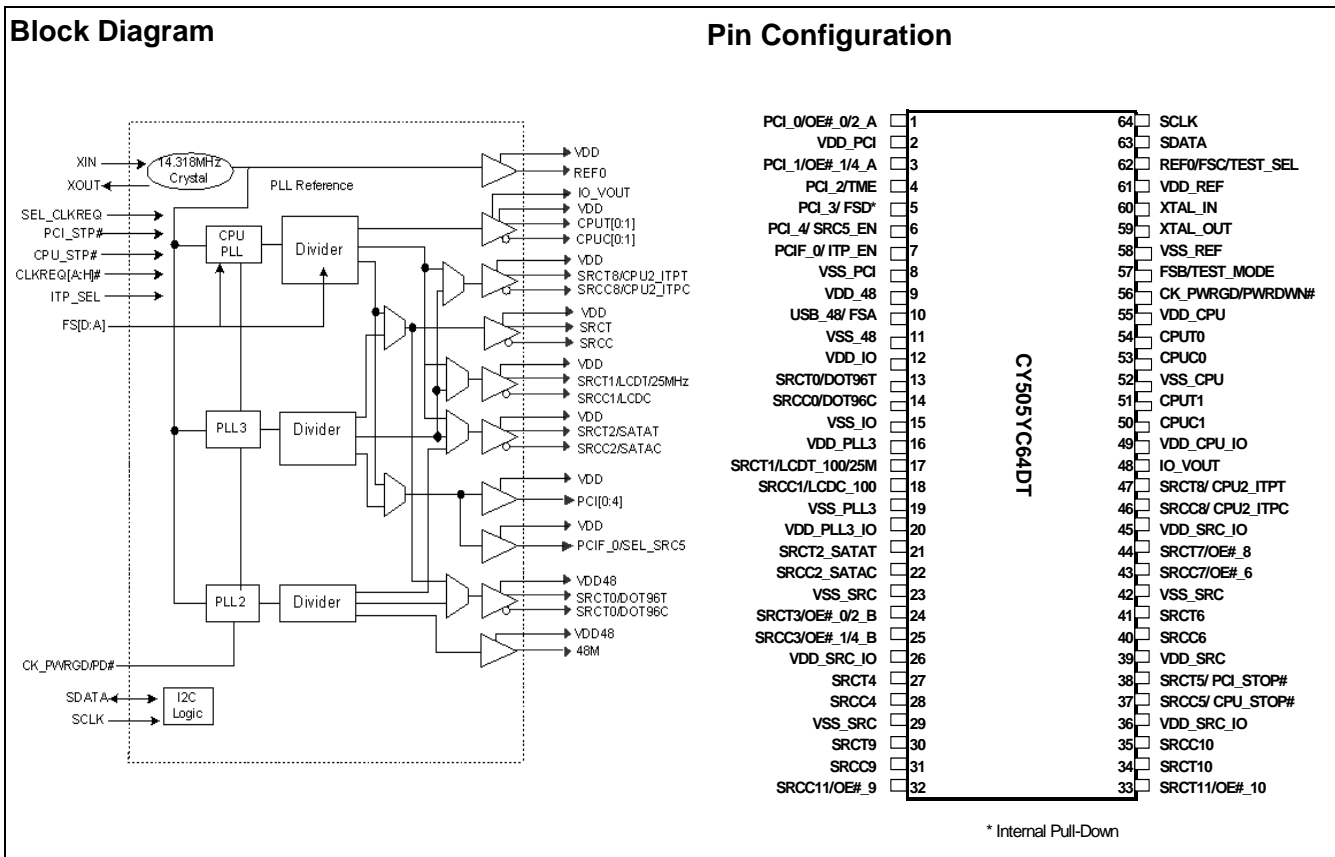 Block Diagram
XIN
XOUT
SEL_CLKREQ
PCI_STP#
CPU_STP#
CLKREQ[A:H]#
ITP_SEL
FS[D:A]
CK_PWRGD/PD#
SDATA
SCLK
14.318MHz
Crystal
PLL Reference
CPU
PLL
Divider
PLL3
Divider
PLL2
Divider
I2C
Logic
VDD
REF0
IO_VOUT
VDD
CPUT[0:1]
CPUC[0:1]
VDD
SRCT8/CPU2_ITPT
SRCC8/CPU2_ITPC
VDD
SRCT
SRCC
VDD
SRCT1/LCDT/25MHz
SRCC1/LCDC
VDD
SRCT2/SATAT
SRCC2/SATAC
VDD
PCI[0:4]
VDD
PCIF_0/SEL_SRC5
VDD48
SRCT0/DOT96T
SRCT0/DOT96C
VDD48
48M
Pin Configuration
PCI_0/OE#_0/2_A 1
VDD_PCI 2
PCI_1/OE#_1/4_A 3
PCI_2/TME 4
PCI_3/ FSD* 5
PCI_4/ SRC5_EN 6
PCIF_0/ ITP_EN 7
VSS_PCI 8
VDD_48 9
USB_48/ FSA 10
VSS_48 11
VDD_IO 12
SRCT0/DOT96T 13
SRCC0/DOT96C 14
VSS_IO 15
VDD_PLL3 16
SRCT1/LCDT_100/25M 17
SRCC1/LCDC_100 18
VSS_PLL3 19
VDD_PLL3_IO 20
SRCT2_SATAT 21
SRCC2_SATAC 22
VSS_SRC 23
SRCT3/OE#_0/2_B 24
SRCC3/OE#_1/4_B 25
VDD_SRC_IO 26
SRCT4 27
SRCC4 28
VSS_SRC 29
SRCT9 30
SRCC9 31
SRCC11/OE#_9 32
CY505YC64DT
64 SCLK
63 SDATA
62 REF0/FSC/TEST_SEL
61 VDD_REF
60 XTAL_IN
59 XTAL_OUT
58 VSS_REF
57 FSB/TEST_MODE
56 CK_PWRGD/PWRDWN#
55 VDD_CPU
54 CPUT0
53 CPUC0
52 VSS_CPU
51 CPUT1
50 CPUC1
49 VDD_CPU_IO
48 IO_VOUT
47 SRCT8/ CPU2_ITPT
46 SRCC8/ CPU2_ITPC
45 VDD_SRC_IO
44 SRCT7/OE#_8
43 SRCC7/OE#_6
42 VSS_SRC
41 SRCT6
40 SRCC6
39 VDD_SRC
38 SRCT5/ PCI_STOP#
37 SRCC5/ CPU_STOP#
36 VDD_SRC_IO
35 SRCC10
34 SRCT10
33 SRCT11/OE#_10
* Internal Pull-Down